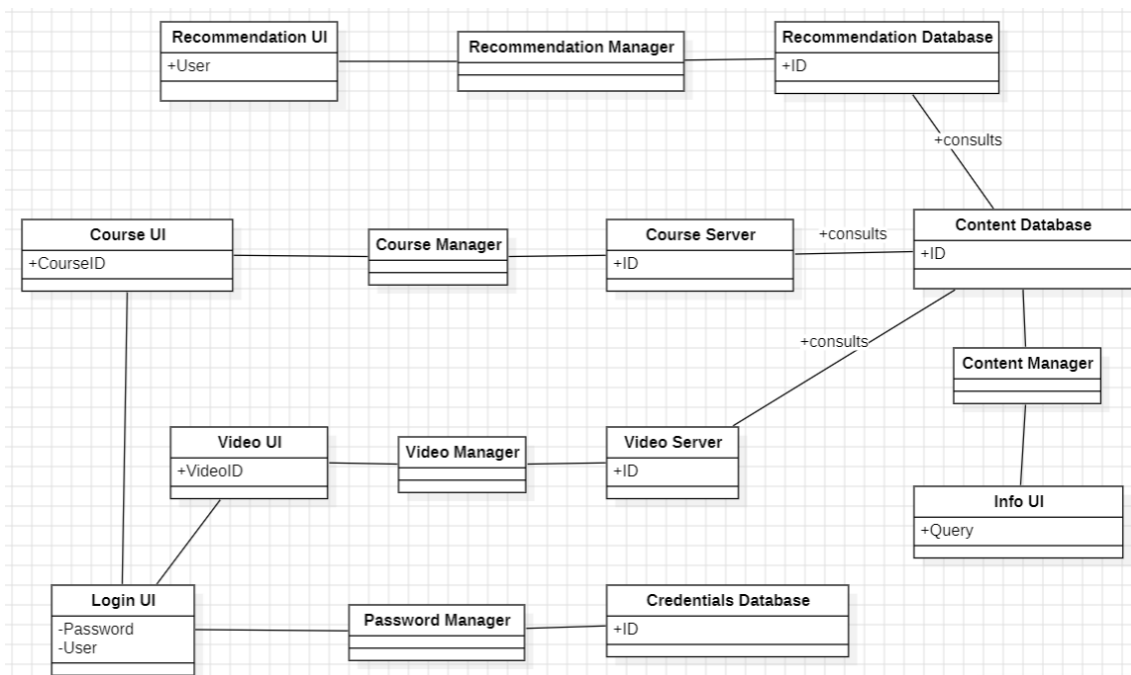 Recommendation UI
+User
Recommendation Manager
Recommendation Database
+ID
+consults
Course UI
+CourseID
Course Manager
Course Server
+ID
+consults
Content Database
+ID
+consults
Content Manager
Video UI
+VideoID
Video Manager
Video Server
+ID
Info UI
+Query
Login UI
-Password
-User
Password Manager
Credentials Database
+ID